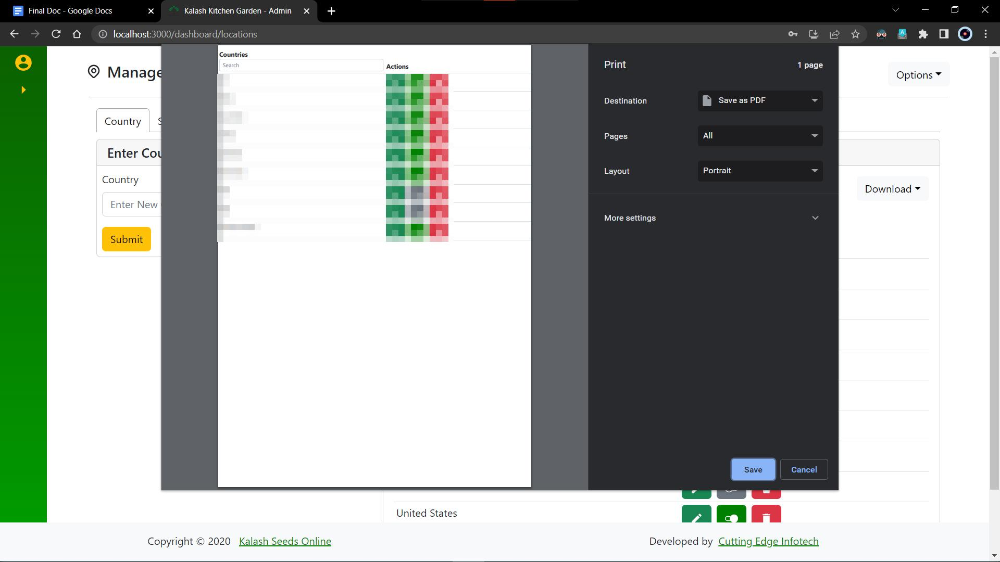 Final Doc - Google Docs
Kalash Kitchen Garden - Admin
localhost:3000/dashboard/locations
Manage
Options
Country
Enter Cou
Country
Enter New
Submit
Download
Countries
Search
Actions
Print
1 page
Destination
Save as PDF
Pages
All
Layout
Portrait
More settings
Save
Cancel
United States
Copyright © 2020 Kalash Seeds Online
Developed by Cutting Edge Infotech